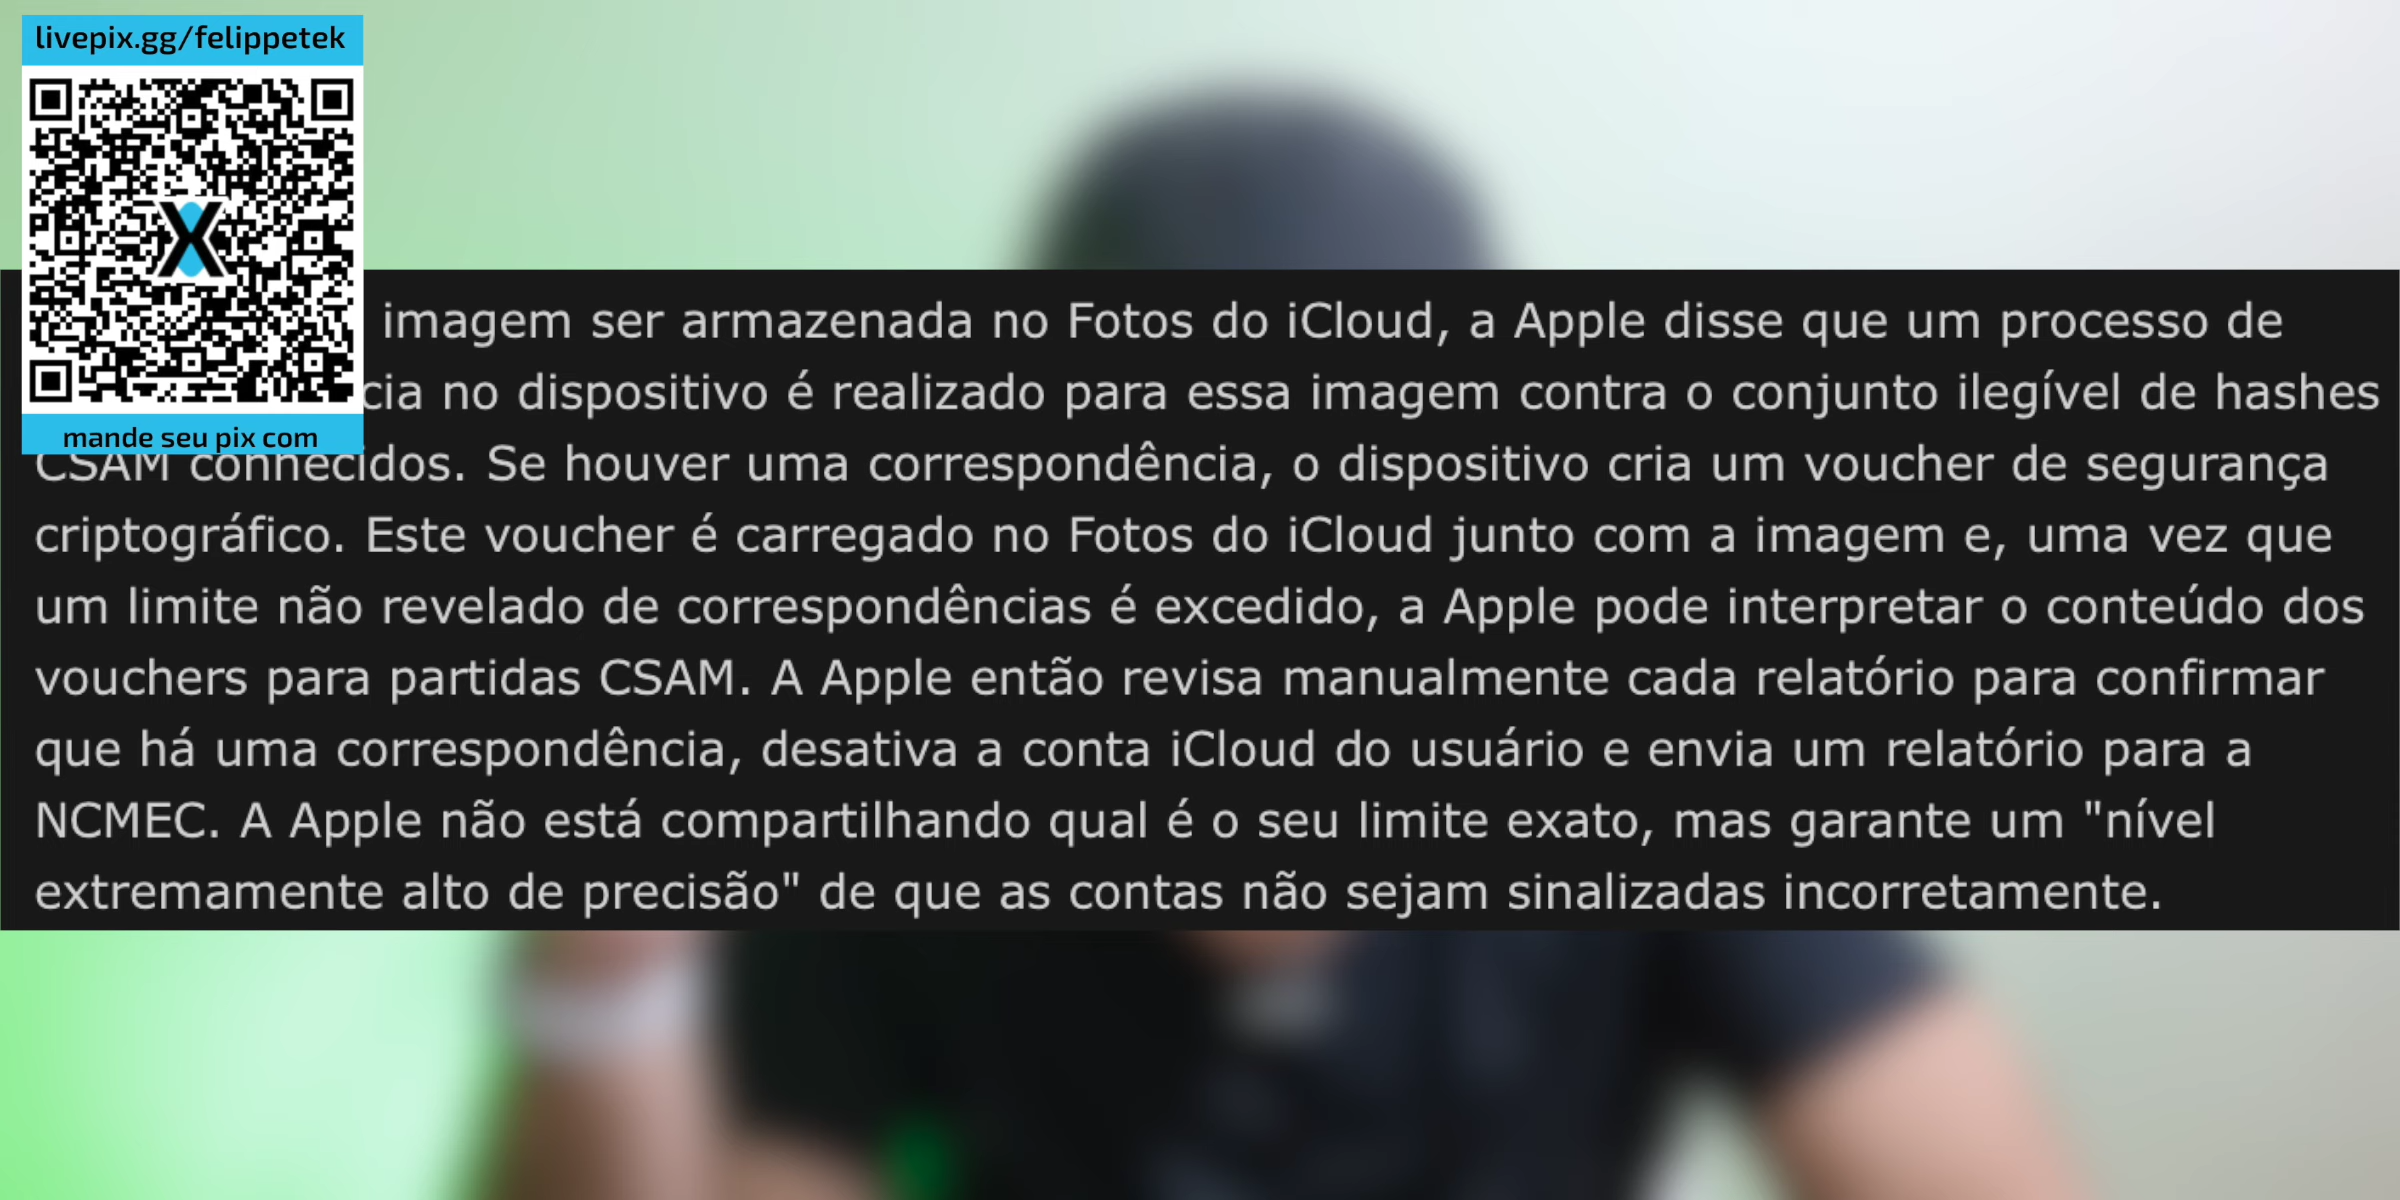 livepix.gg/felippetek
mande seu pix com
imagem ser armazenada no Fotos do iCloud, a Apple disse que um processo de
cia no dispositivo é realizado para essa imagem contra o conjunto ilegível de hashes
CSAM conhecidos. Se houver uma correspondência, o dispositivo cria um voucher de segurança
criptográfico. Este voucher é carregado no Fotos do iCloud junto com a imagem e, uma vez que
um limite não revelado de correspondências é excedido, a Apple pode interpretar o conteúdo dos
vouchers para partidas CSAM. A Apple então revisa manualmente cada relatório para confirmar
que há uma correspondência, desativa a conta iCloud do usuário e envia um relatório para a
NCMEC. A Apple não está compartilhando qual é o seu limite exato, mas garante um "nível
extremamente alto de precisão" de que as contas não sejam sinalizadas incorretamente.